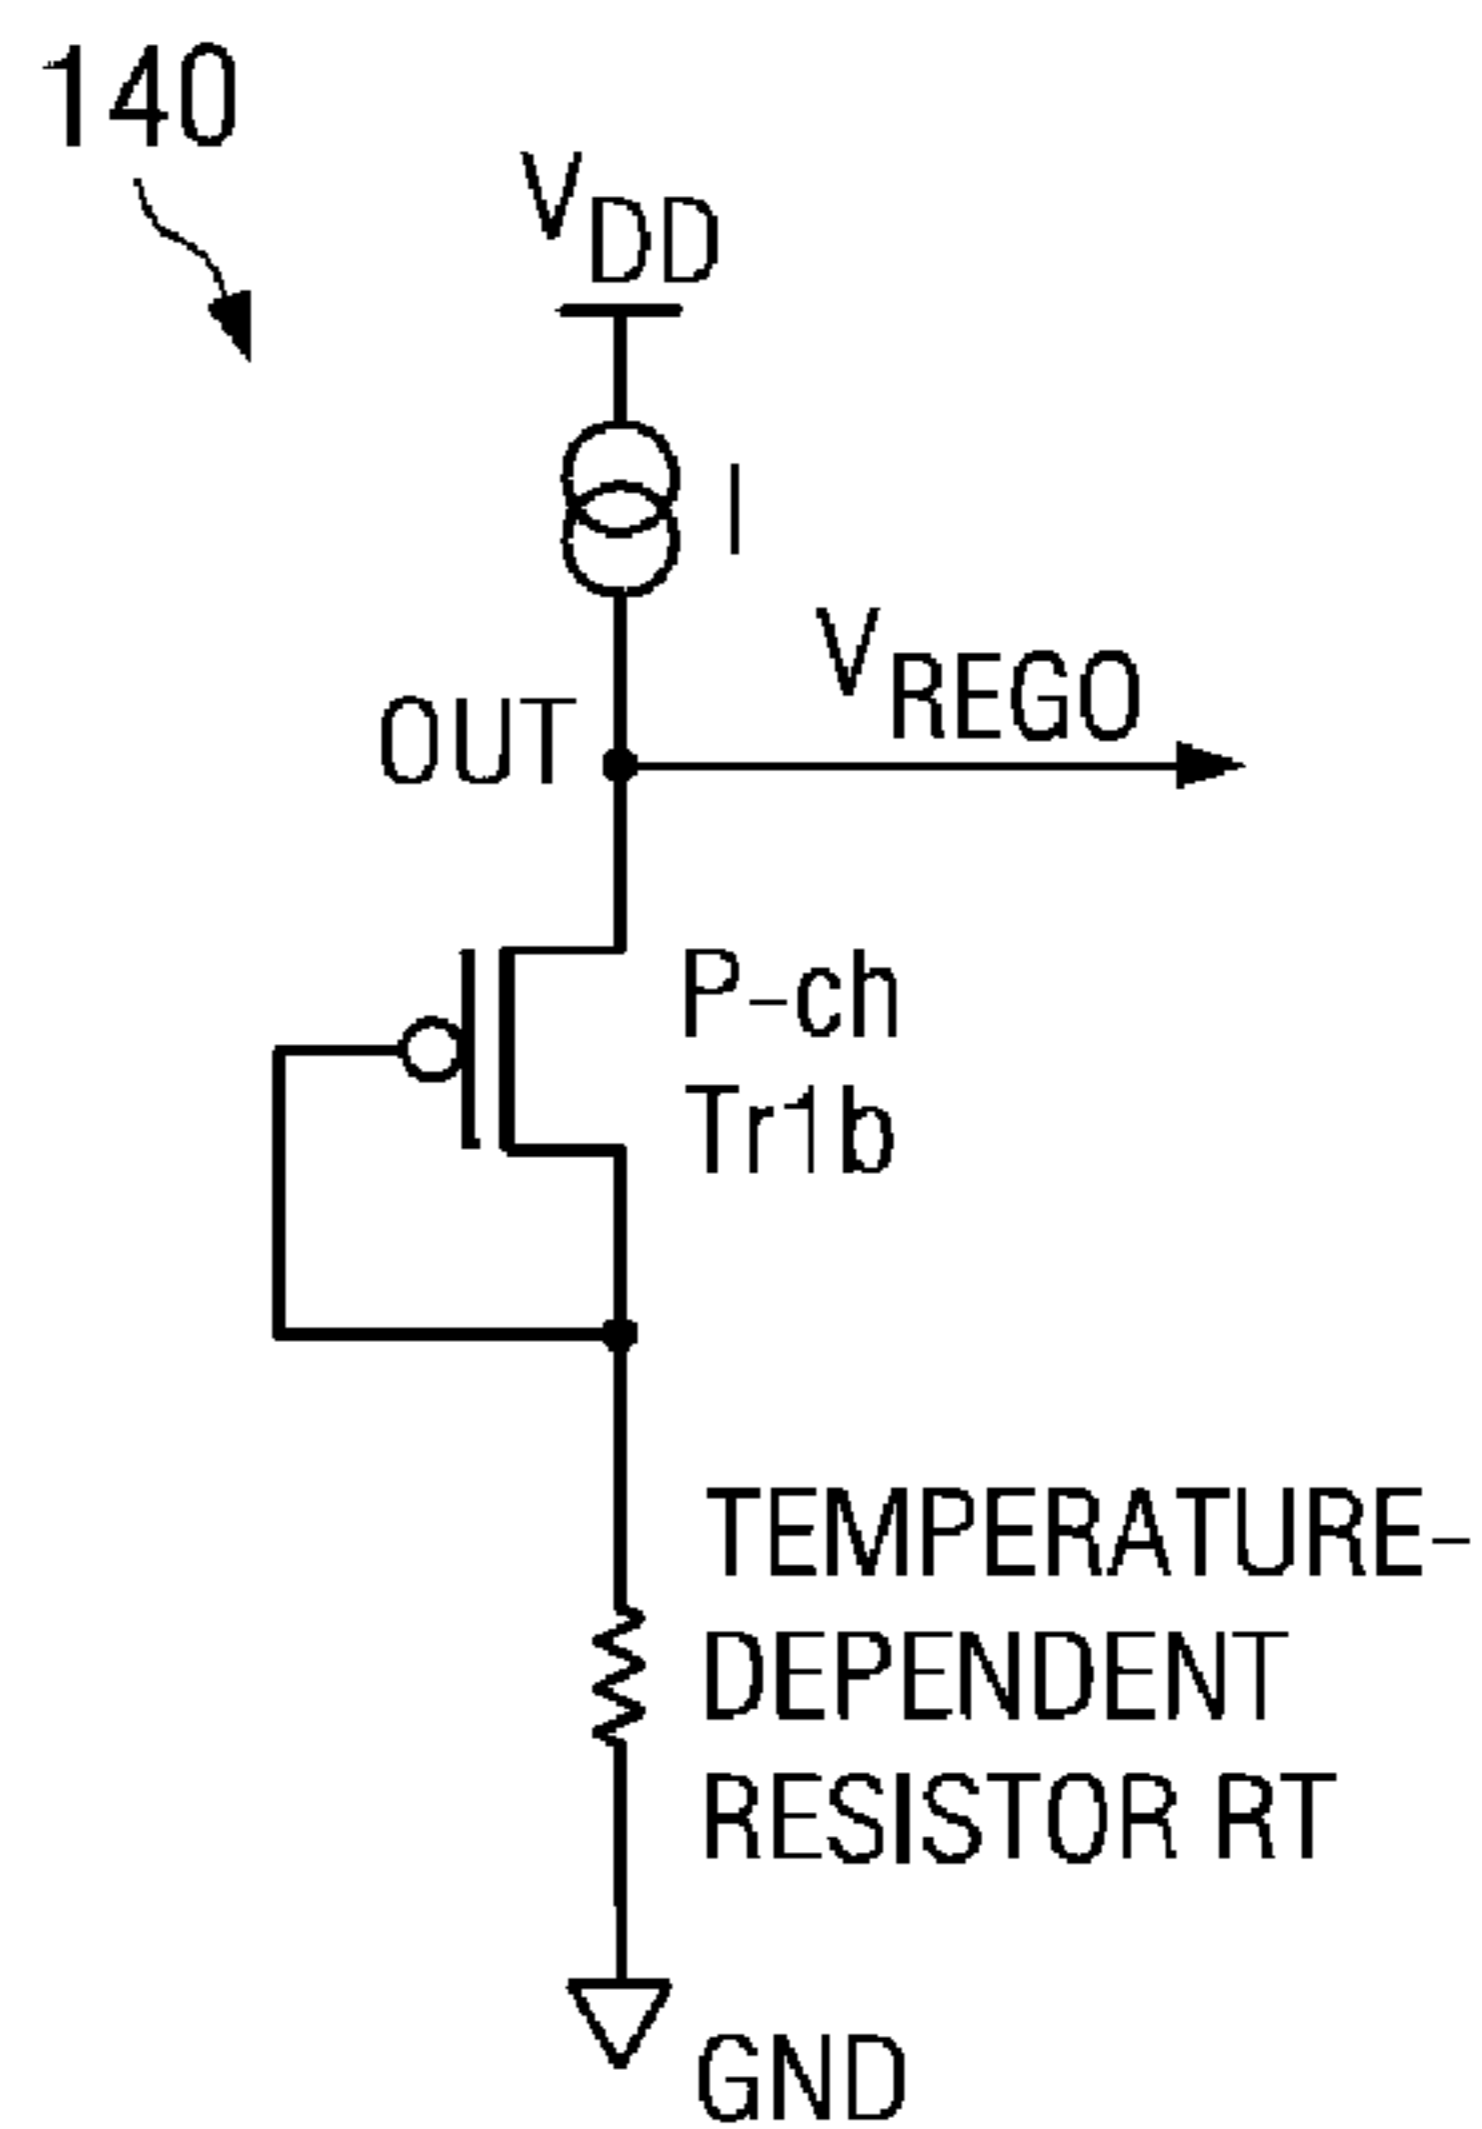 140
VDD
I
VREGO
OUT
P-ch
Tr1b
TEMPERATURE-
DEPENDENT
RESISTOR RT
GND